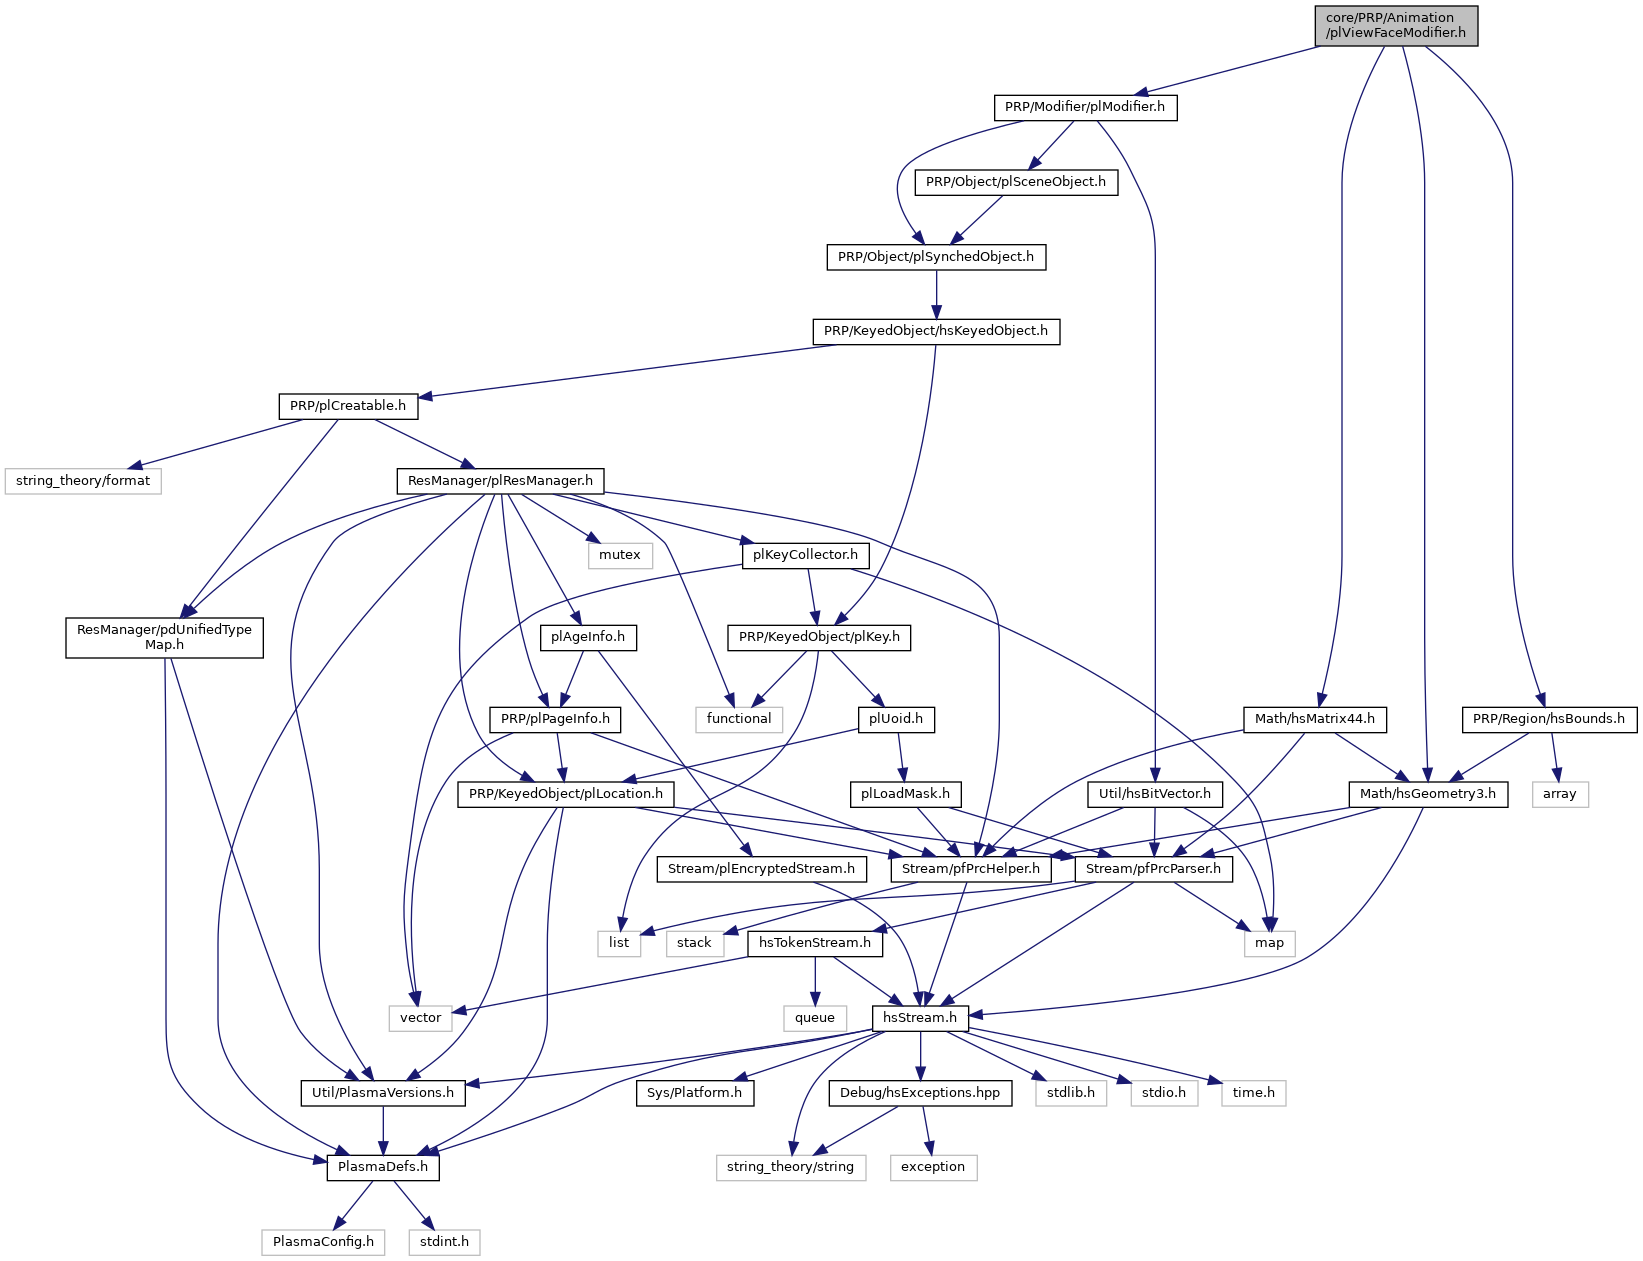 core/PRP/Animation
/plViewFaceModifier.h
PRP/Modifier/plModifier.h
PRP/Object/plSceneObject.h
PRP/Object/plSynchedObject.h
PRP/KeyedObject/hsKeyedObject.h
PRP/plCreatable.h
string_theory/format
ResManager/plResManager.h
mutex
plKeyCollector.h
ResManager/pdUnifiedType
Map.h
plAgeInfo.h
PRP/KeyedObject/plKey.h
PRP/plPageInfo.h
functional
plUoid.h
Math/hsMatrix44.h
PRP/Region/hsBounds.h
PRP/KeyedObject/plLocation.h
plLoadMask.h
Util/hsBitVector.h
Math/hsGeometry3.h
array
Stream/plEncryptedStream.h
Stream/pfPrcHelper.h
Stream/pfPrcParser.h
list
stack
hsTokenStream.h
map
vector
queue
hsStream.h
Util/PlasmaVersions.h
Sys/Platform.h
Debug/hsExceptions.hpp
stdlib.h
stdio.h
time.h
PlasmaDefs.h
string_theory/string
exception
PlasmaConfig.h
stdint.h